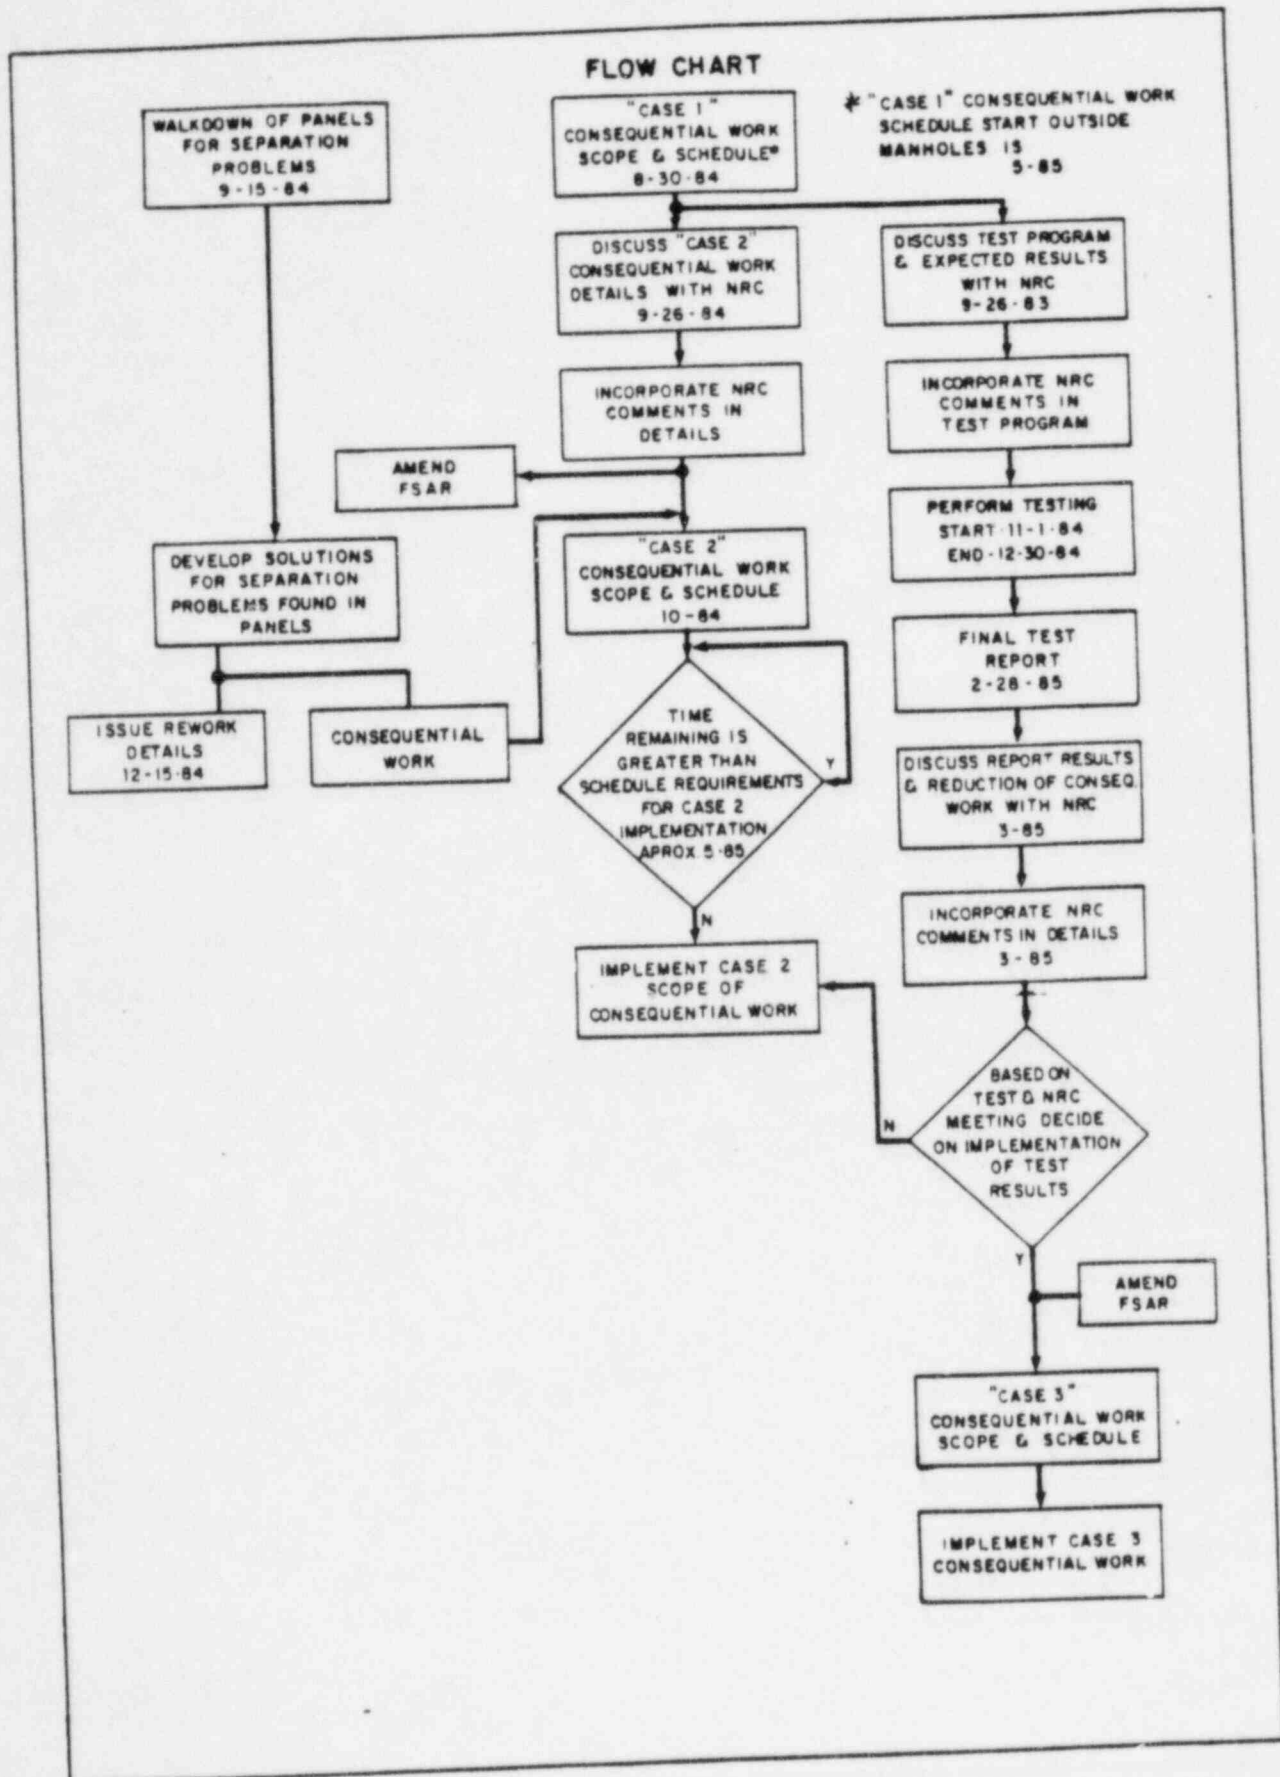 FLOW CHART
WALKDOWN OF PANELS
FOR SEPARATION
PROBLEMS
9-15-84
"CASE 1"
CONSEQUENTIAL WORK
SCOPE & SCHEDULE*
8-30-84
* "CASE 1" CONSEQUENTIAL WORK
SCHEDULE START OUTSIDE
MANHOLES IS
5-85
DISCUSS "CASE 2"
CONSEQUENTIAL WORK
DETAILS WITH NRC
9-26-84
DISCUSS TEST PROGRAM
& EXPECTED RESULTS
WITH NRC
9-26-83
INCORPORATE NRC
COMMENTS IN
DETAILS
INCORPORATE NRC
COMMENTS IN
TEST PROGRAM
AMEND
FSAR
PERFORM TESTING
START-11-1-84
END-12-30-84
DEVELOP SOLUTIONS
FOR SEPARATION
PROBLEMS FOUND IN
PANELS
"CASE 2"
CONSEQUENTIAL WORK
SCOPE & SCHEDULE
10-84
FINAL TEST
REPORT
2-28-85
ISSUE REWORK
DETAILS
12-15-84
CONSEQUENTIAL
WORK
TIME
REMAINING IS
GREATER THAN
SCHEDULE REQUIREMENTS
FOR CASE 2
IMPLEMENTATION
APROX. 5-85
Y
N
DISCUSS REPORT RESULTS
& REDUCTION OF CONSEQ.
WORK WITH NRC
3-85
INCORPORATE NRC
COMMENTS IN DETAILS
3-85
IMPLEMENT CASE 2
SCOPE OF
CONSEQUENTIAL WORK
BASED ON
TEST & NRC
MEETING DECIDE
ON IMPLEMENTATION
OF TEST
RESULTS
N
Y
AMEND
FSAR
"CASE 3"
CONSEQUENTIAL WORK
SCOPE & SCHEDULE
IMPLEMENT CASE 3
CONSEQUENTIAL WORK